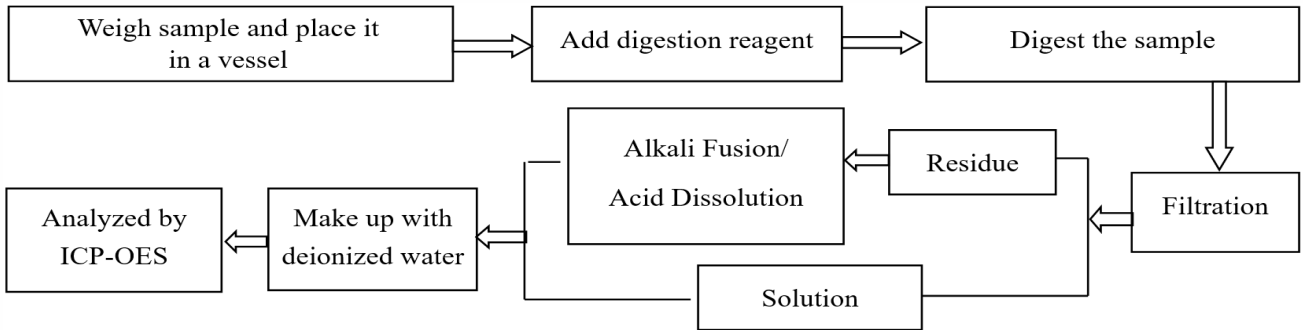 Weigh sample and place it
in a vessel
Add digestion reagent
Digest the sample
Filtration
Residue
Alkali Fusion/
Acid Dissolution
Solution
Make up with
deionized water
Analyzed by
ICP-OES